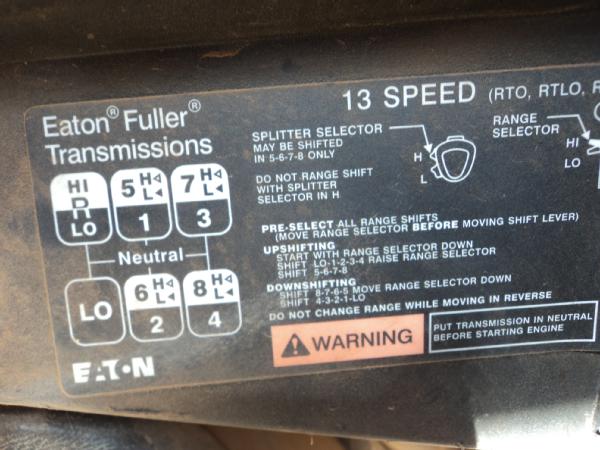 13 SPEED (RTO, RTLO, R
Eaton® Fuller®
Transmissions
HI
R
LO
5 H
L
1
7 H
L
3
Neutral
LO
6 H
L
2
8 H
L
4
EATON
SPLITTER SELECTOR
MAY BE SHIFTED
IN 5-6-7-8 ONLY
DO NOT RANGE SHIFT
WITH SPLITTER
SELECTOR IN H
H
L
RANGE
SELECTOR
HI
LO
PRE-SELECT ALL RANGE SHIFTS
(MOVE RANGE SELECTOR BEFORE MOVING SHIFT LEVER)
UPSHIFTING
START WITH RANGE SELECTOR DOWN
SHIFT LO-1-2-3-4 RAISE RANGE SELECTOR
SHIFT 5-6-7-8
DOWNSHIFTING
SHIFT 8-7-6-5 MOVE RANGE SELECTOR DOWN
SHIFT 4-3-2-1-LO
DO NOT CHANGE RANGE WHILE MOVING IN REVERSE
WARNING
PUT TRANSMISSION IN NEUTRAL
BEFORE STARTING ENGINE